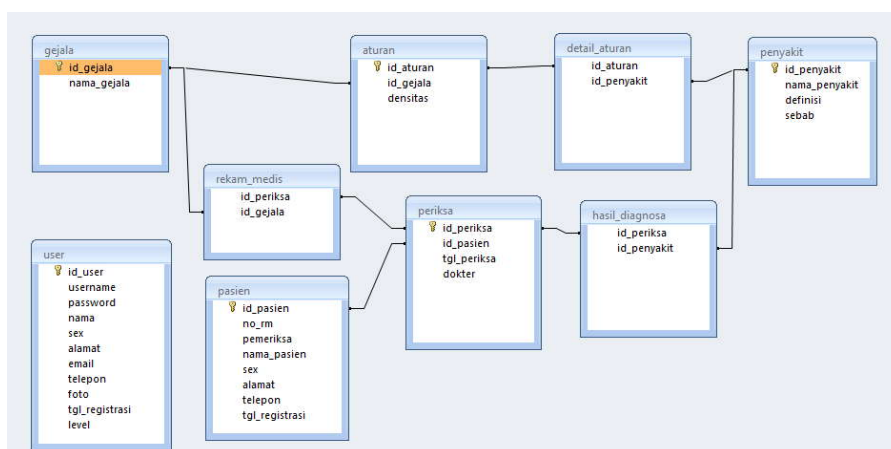 gejala
id_gejala
nama_gejala
aturan
id_aturan
id_gejala
densitas
detail_aturan
id_aturan
id_penyakit
penyakit
id_penyakit
nama_penyakit
definisi
sebab
rekam_medis
id_periksa
id_gejala
periksa
id_periksa
id_pasien
tgl_periksa
dokter
hasil_diagnosa
id_periksa
id_penyakit
user
id_user
username
password
nama
sex
alamat
email
telepon
foto
tgl_registrasi
level
pasien
id_pasien
no_rm
pemeriksa
nama_pasien
sex
alamat
telepon
tgl_registrasi